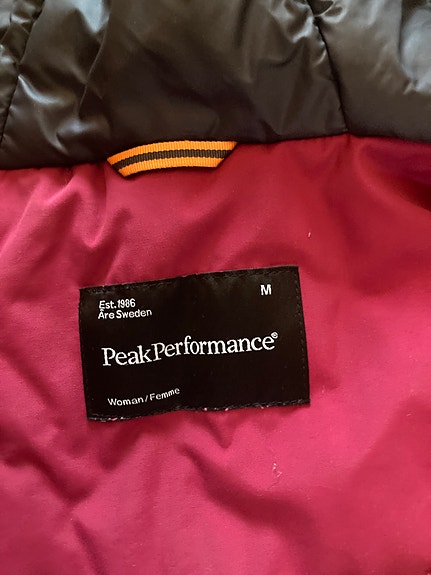 M
Est.1986
Åre Sweden
PeakPerformance®
Woman/Femme